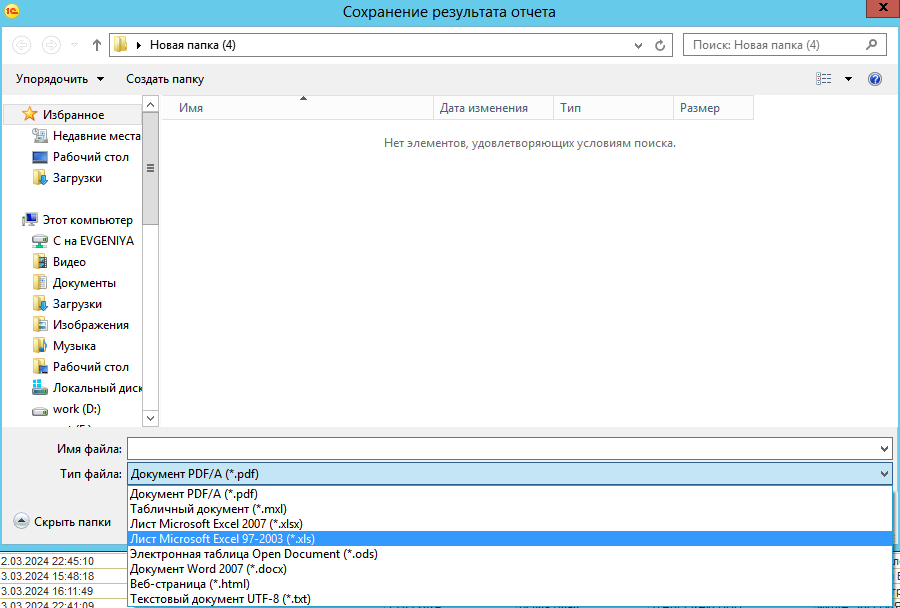 1С
Сохранение результата отчета
Новая папка (4)
Поиск: Новая папка (4)
Упорядочить
Создать папку
Имя
Дата изменения
Тип
Размер
Нет элементов, удовлетворяющих условиям поиска.
Избранное
Недавние места
Рабочий стол
Загрузки
Этот компьютер
С на EVGENIYA
Видео
Документы
Загрузки
Изображения
Музыка
Рабочий стол
Локальный диск
work (D:)
Имя файла:
Тип файла: Документ PDF/A (*.pdf)
Документ PDF/A (*.pdf)
Табличный документ (*.mxl)
Лист Microsoft Excel 2007 (*.xlsx)
Лист Microsoft Excel 97-2003 (*.xls)
Электронная таблица Open Document (*.ods)
Документ Word 2007 (*.docx)
Веб-страница (*.html)
Текстовый документ UTF-8 (*.txt)
Скрыть папки
2.03.2024 22:45:10
3.03.2024 15:48:18
3.03.2024 16:11:49
3.03.2024 22:41:09